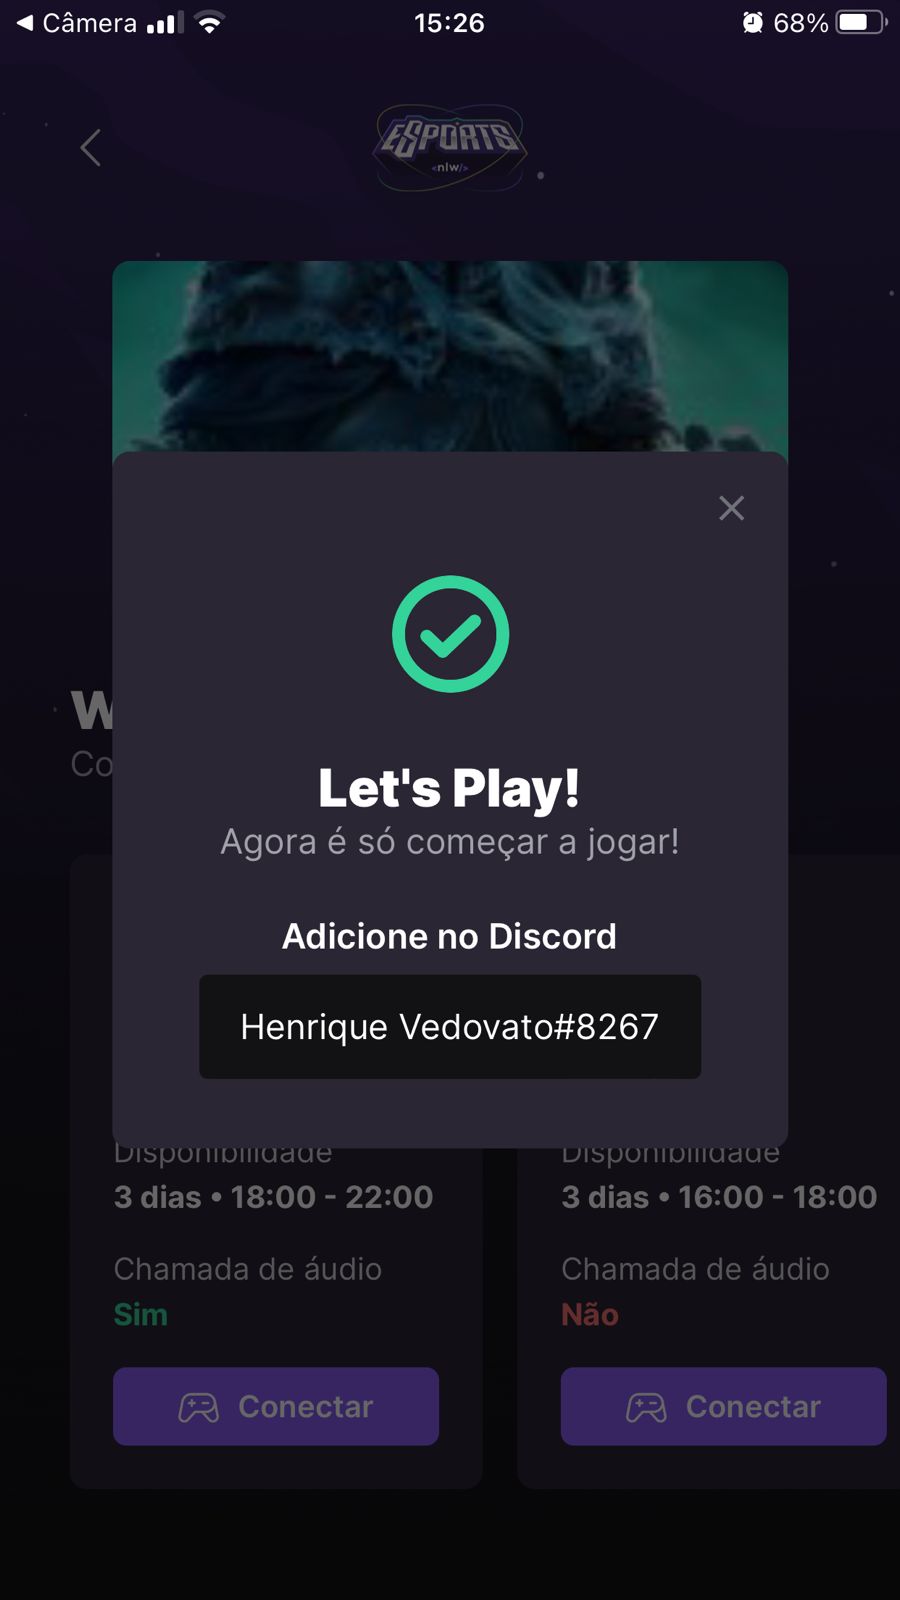 Câmera
15:26
68%
eSPORTS
<nlw/>
Let's Play!
Agora é só começar a jogar!
Adicione no Discord
Henrique Vedovato#8267
W
Co
Disponibilidade
3 dias • 18:00 - 22:00
Chamada de áudio
Sim
Conectar
Disponibilidade
3 dias • 16:00 - 18:00
Chamada de áudio
Não
Conectar